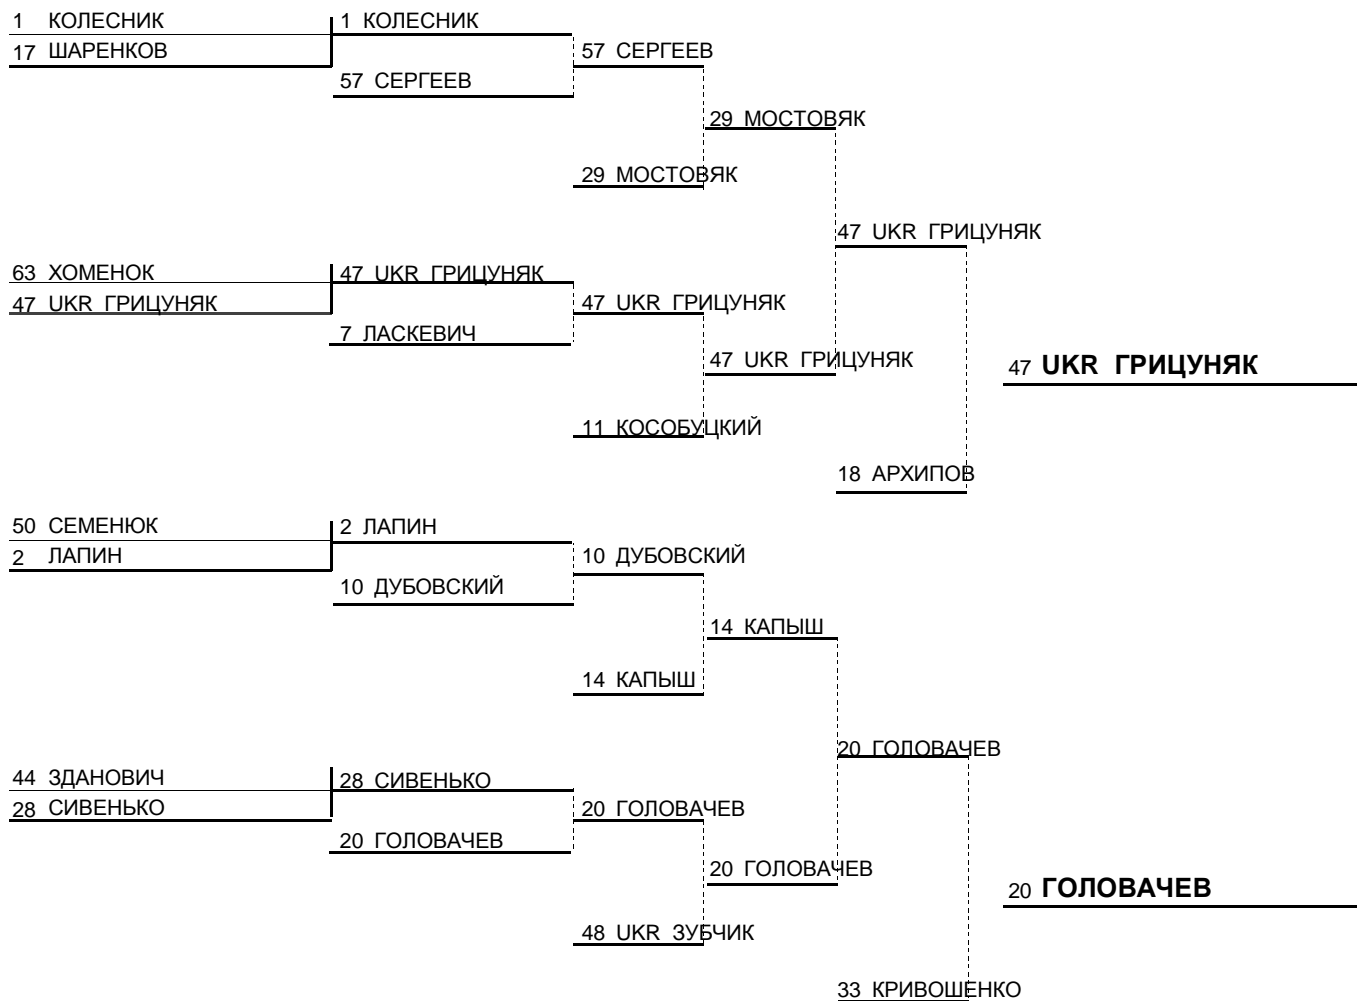 1 КОЛЕСНИК
17 ШАРЕНКОВ
1 КОЛЕСНИК
57 СЕРГЕЕВ
57 СЕРГЕЕВ
29 МОСТОВЯК
29 МОСТОВЯК
47 UKR ГРИЦУНЯК
63 ХОМЕНОК
47 UKR ГРИЦУНЯК
47 UKR ГРИЦУНЯК
7 ЛАСКЕВИЧ
47 UKR ГРИЦУНЯК
47 UKR ГРИЦУНЯК
11 КОСОБУЦКИЙ
47 UKR ГРИЦУНЯК
18 АРХИПОВ
50 СЕМЕНЮК
2 ЛАПИН
2 ЛАПИН
10 ДУБОВСКИЙ
10 ДУБОВСКИЙ
14 КАПЫШ
14 КАПЫШ
20 ГОЛОВАЧЕВ
44 ЗДАНОВИЧ
28 СИВЕНЬКО
28 СИВЕНЬКО
20 ГОЛОВАЧЕВ
20 ГОЛОВАЧЕВ
20 ГОЛОВАЧЕВ
48 UKR ЗУБЧИК
20 ГОЛОВАЧЕВ
33 КРИВОШЕНКО